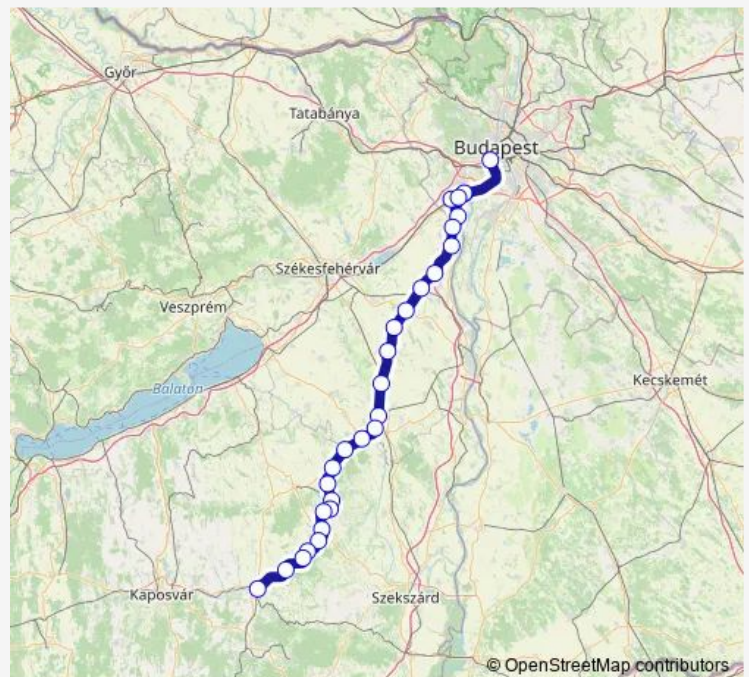 Győr
Tatabánya
Budapest
Székesfehérvár
Veszprém
Balaton
Kecskemét
Kaposvár
Szekszárd
© OpenStreetMap contributors